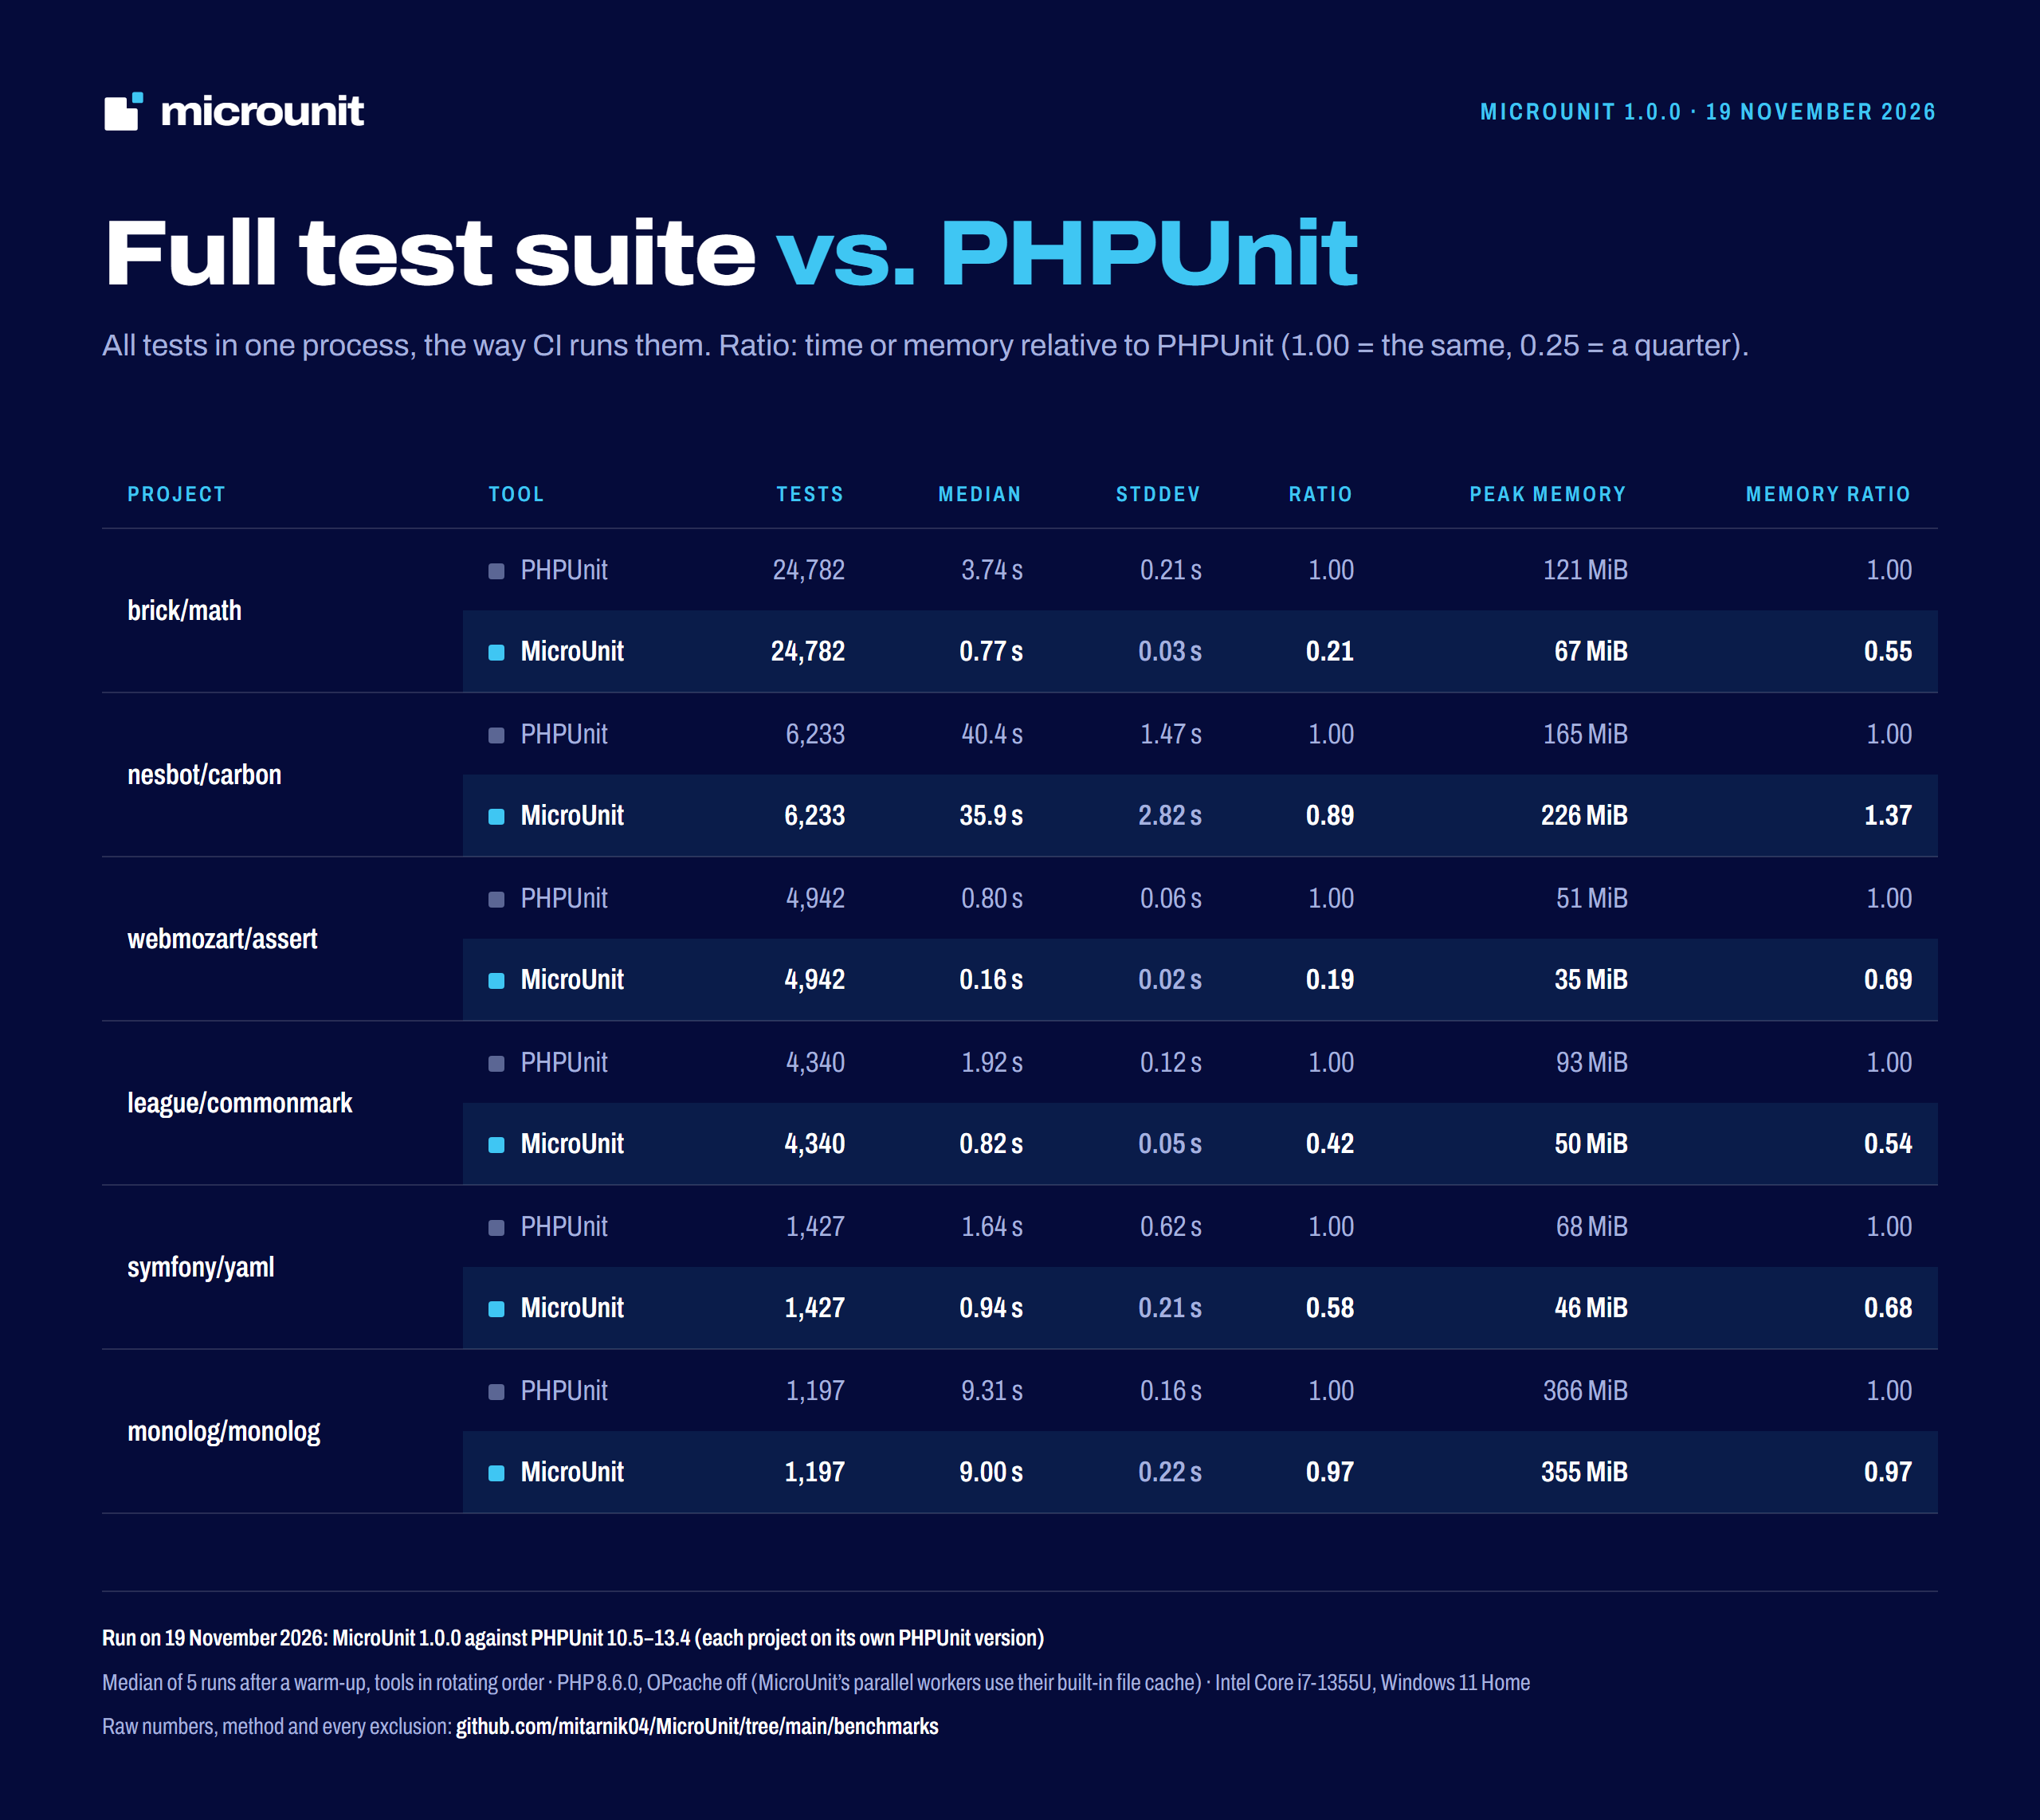 microunit
MICROUNIT 1.0.0 · 19 NOVEMBER 2026
Full test suite vs. PHPUnit
All tests in one process, the way CI runs them. Ratio: time or memory relative to PHPUnit (1.00 = the same, 0.25 = a quarter).
PROJECT TOOL TESTS MEDIAN STDDEV RATIO PEAK MEMORY MEMORY RATIO
brick/math
PHPUnit 24,782 3.74 s 0.21 s 1.00 121 MiB 1.00
MicroUnit 24,782 0.77 s 0.03 s 0.21 67 MiB 0.55
nesbot/carbon
PHPUnit 6,233 40.4 s 1.47 s 1.00 165 MiB 1.00
MicroUnit 6,233 35.9 s 2.82 s 0.89 226 MiB 1.37
webmozart/assert
PHPUnit 4,942 0.80 s 0.06 s 1.00 51 MiB 1.00
MicroUnit 4,942 0.16 s 0.02 s 0.19 35 MiB 0.69
league/commonmark
PHPUnit 4,340 1.92 s 0.12 s 1.00 93 MiB 1.00
MicroUnit 4,340 0.82 s 0.05 s 0.42 50 MiB 0.54
symfony/yaml
PHPUnit 1,427 1.64 s 0.62 s 1.00 68 MiB 1.00
MicroUnit 1,427 0.94 s 0.21 s 0.58 46 MiB 0.68
monolog/monolog
PHPUnit 1,197 9.31 s 0.16 s 1.00 366 MiB 1.00
MicroUnit 1,197 9.00 s 0.22 s 0.97 355 MiB 0.97
Run on 19 November 2026: MicroUnit 1.0.0 against PHPUnit 10.5–13.4 (each project on its own PHPUnit version)
Median of 5 runs after a warm-up, tools in rotating order · PHP 8.6.0, OPcache off (MicroUnit’s parallel workers use their built-in file cache) · Intel Core i7-1355U, Windows 11 Home
Raw numbers, method and every exclusion: github.com/mitarnik04/MicroUnit/tree/main/benchmarks